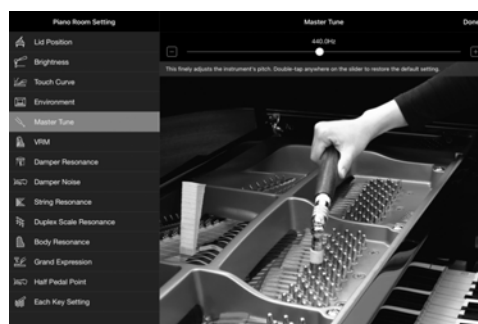 Piano Room Setting
Master Tune
Done
Lid Position
Brightness
Touch Curve
Environment
Master Tune
VRM
Damper Resonance
Damper Noise
String Resonance
Duplex Scale Resonance
Body Resonance
Grand Expression
Half Pedal Point
Each Key Setting
440.0Hz
This finely adjusts the instrument's pitch. Double-tap anywhere on the slider to restore the default setting.